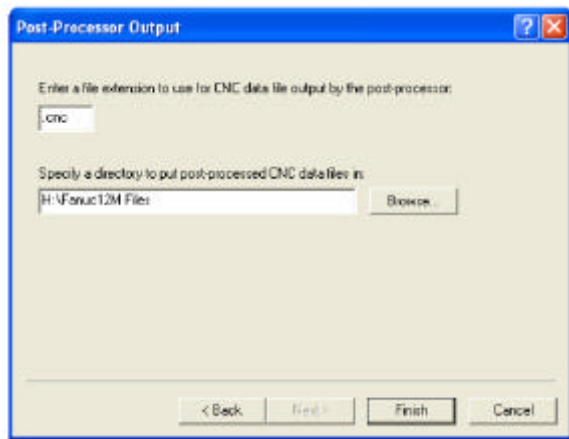 Post-Processor Output
Enter a file extension to use for CNC data file output by the post-processor:
.cnc
Specify a directory to put post-processed CNC data files in:
H:\Fanuc12M Files
Browse...
< Back
Next >
Finish
Cancel